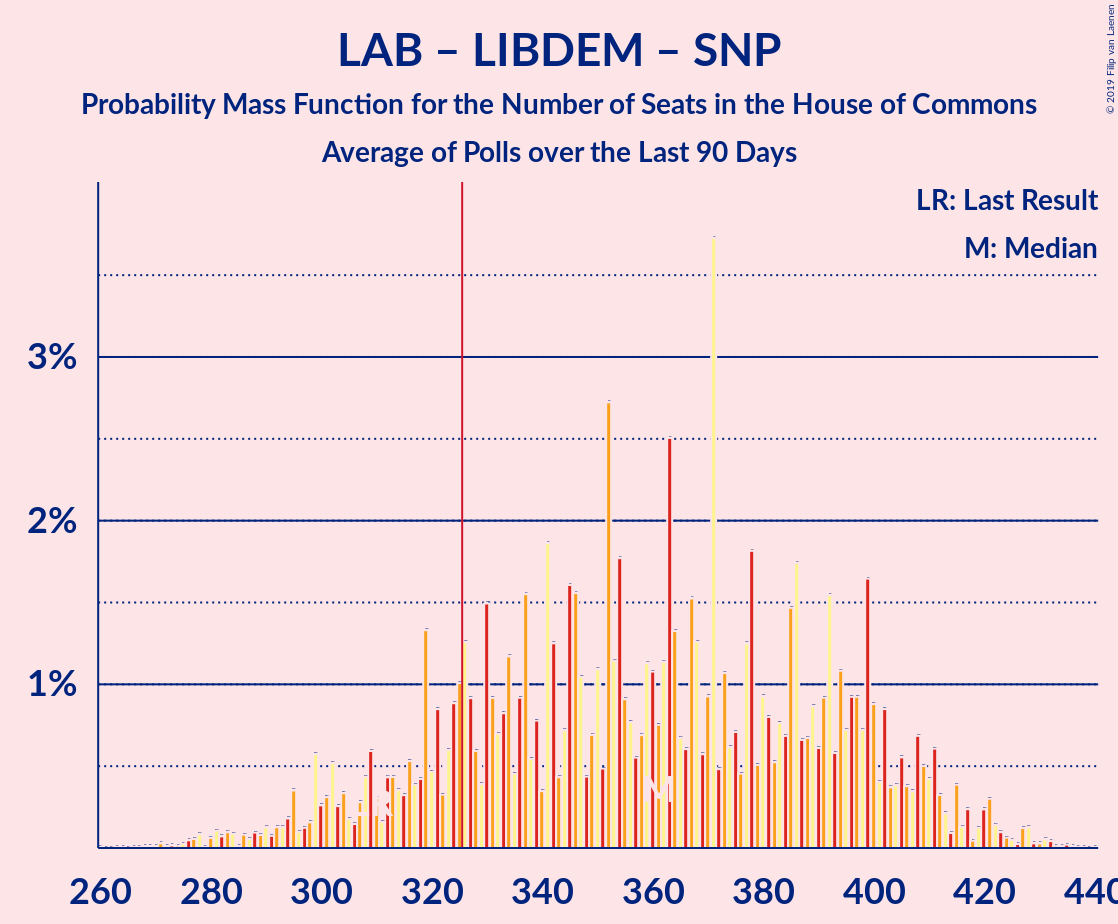 LAB – LIBDEM – SNP
Probability Mass Function for the Number of Seats in the House of Commons
Average of Polls over the Last 90 Days
© 2019 Filip van Laenen
LR: Last Result
M: Median
3%
2%
1%
LR
M
260 280 300 320 340 360 380 400 420 440